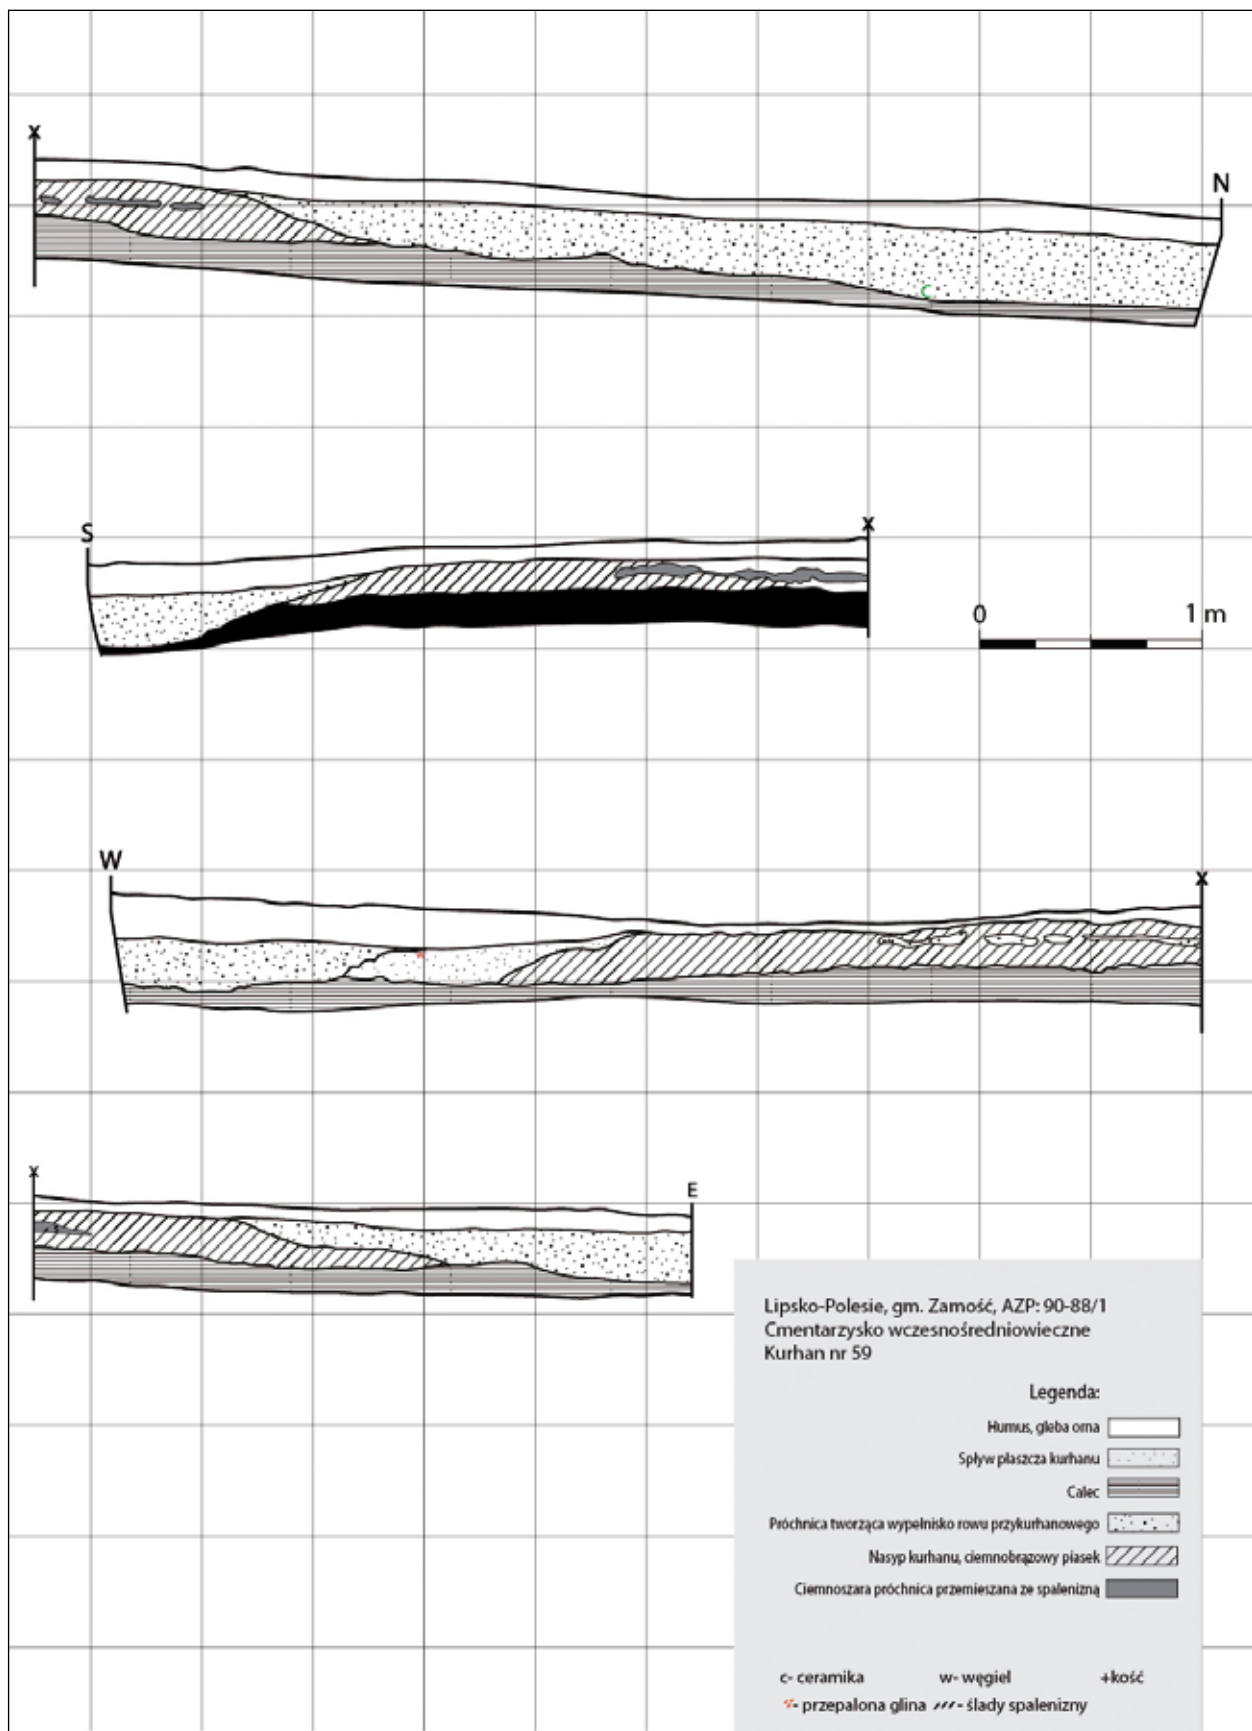 x
N
C
S
x
0 1 m
W
x
x
E
Lipsko-Polesie, gm. Zamość, AZP: 90-88/1
Cmentarzysko wczesnośredniowieczne
Kurhan nr 59
Legenda:
Humus, gleba orna
Spływ płaszcza kurhanu
Calec
Próchnica tworząca wypełnisko rowu przykurhanowego
Nasyp kurhanu, ciemnobrązowy piasek
Ciemnoszara próchnica przemieszana ze spalenizną
c- ceramika w- węgiel +kość
- przepalona glina - ślady spalenizny